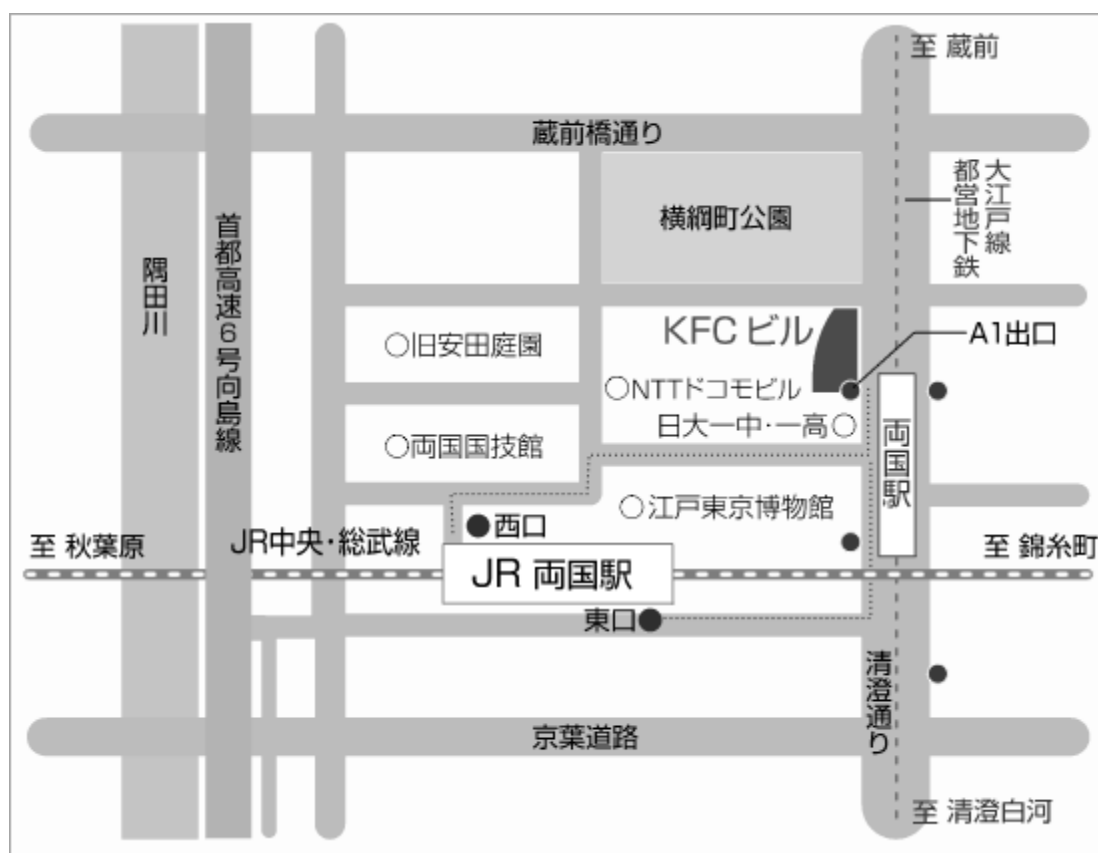 至 蔵前
蔵前橋通り
大江戸線
都営地下鉄
横綱町公園
首都高速6号向島線
隅田川
KFC ビル
A1出口
○旧安田庭園
○NTTドコモビル
日大一中・一高○
両国駅
○両国国技館
○江戸東京博物館
●西口
至 秋葉原
JR中央・総武線
至 錦糸町
JR 両国駅
東口●
清澄通り
京葉道路
至 清澄白河